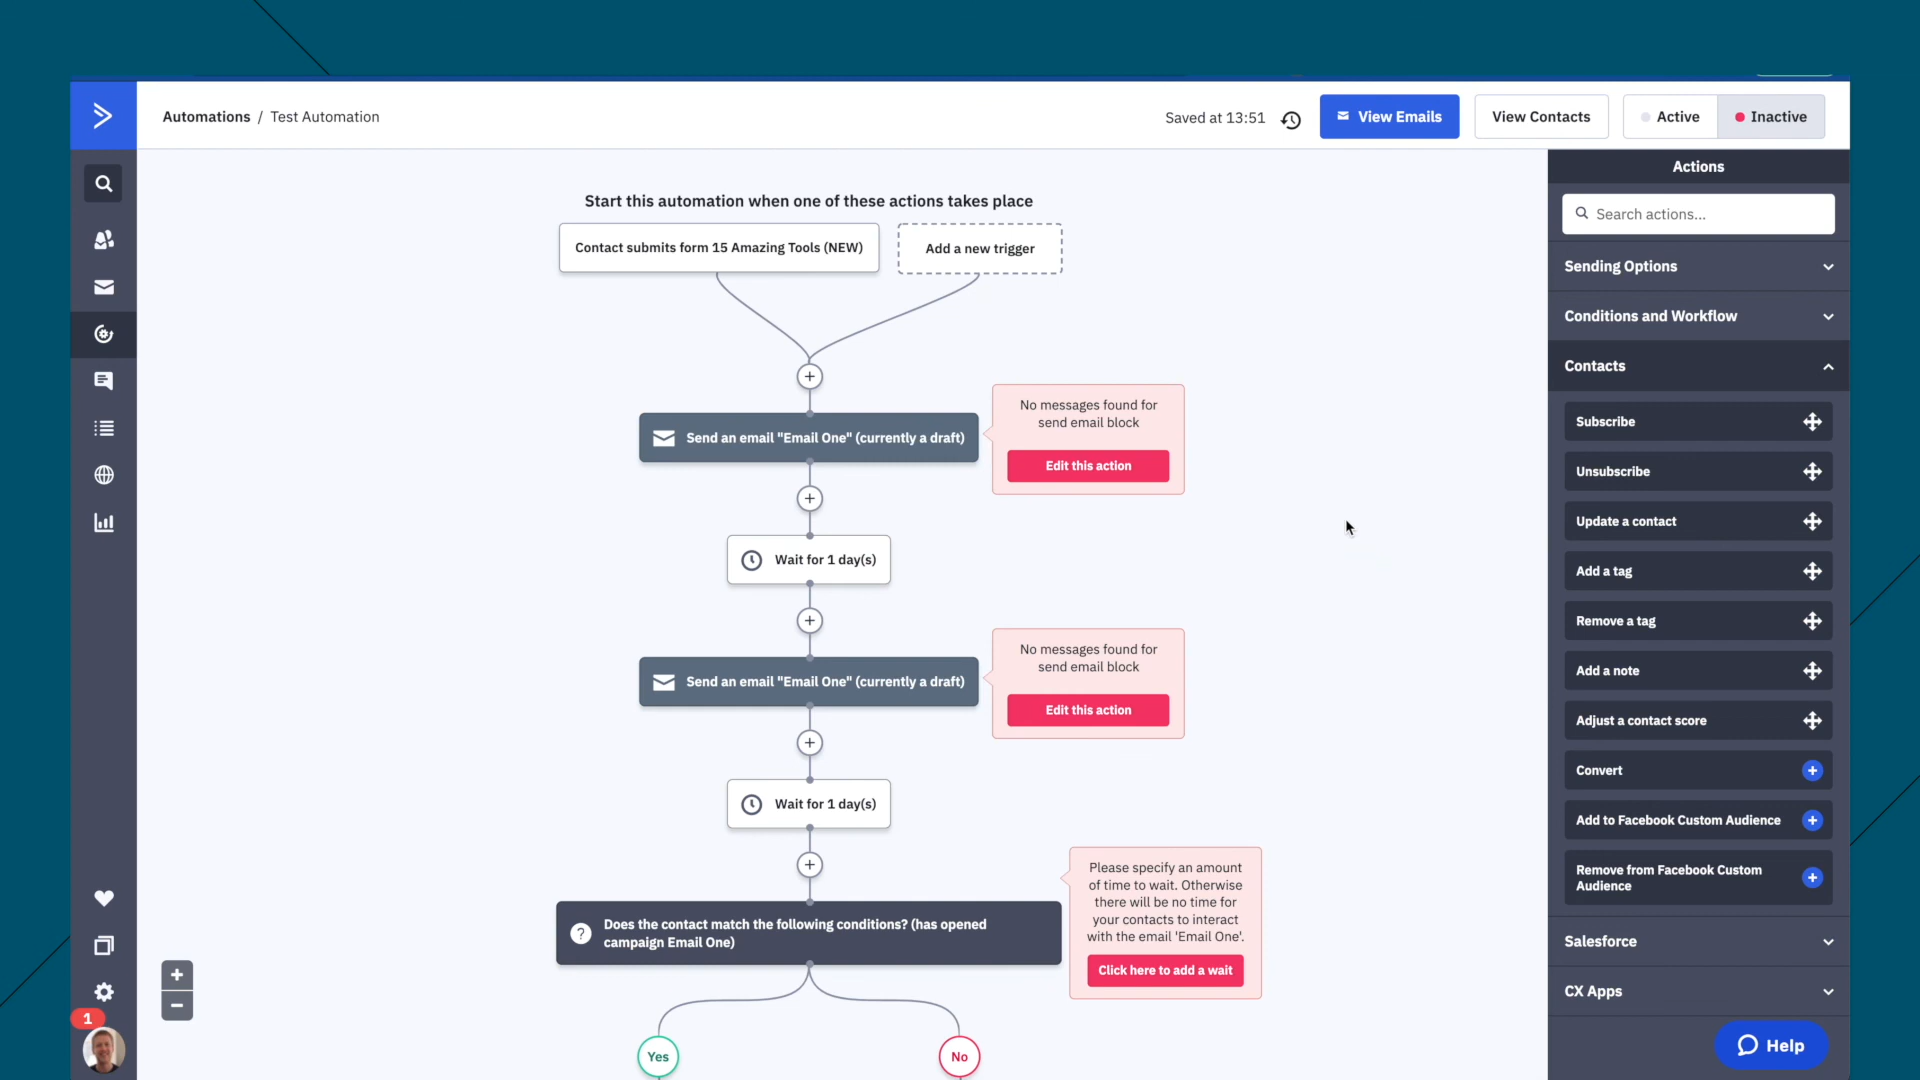 Automations / Test Automation
Saved at 13:51
View Emails
View Contacts
Active
Inactive
Start this automation when one of these actions takes place
Contact submits form 15 Amazing Tools (NEW)
Add a new trigger
+
Send an email "Email One" (currently a draft)
No messages found for
send email block
Edit this action
+
Wait for 1 day(s)
+
Send an email "Email One" (currently a draft)
No messages found for
send email block
Edit this action
+
Wait for 1 day(s)
+
Does the contact match the following conditions? (has opened
campaign Email One)
Please specify an amount
of time to wait. Otherwise
there will be no time for
your contacts to interact
with the email 'Email One'.
Click here to add a wait
Yes
No
+
−
1
Actions
Search actions...
Sending Options
Conditions and Workflow
Contacts
Subscribe
Unsubscribe
Update a contact
Add a tag
Remove a tag
Add a note
Adjust a contact score
Convert
Add to Facebook Custom Audience
Remove from Facebook Custom
Audience
Salesforce
CX Apps
Help